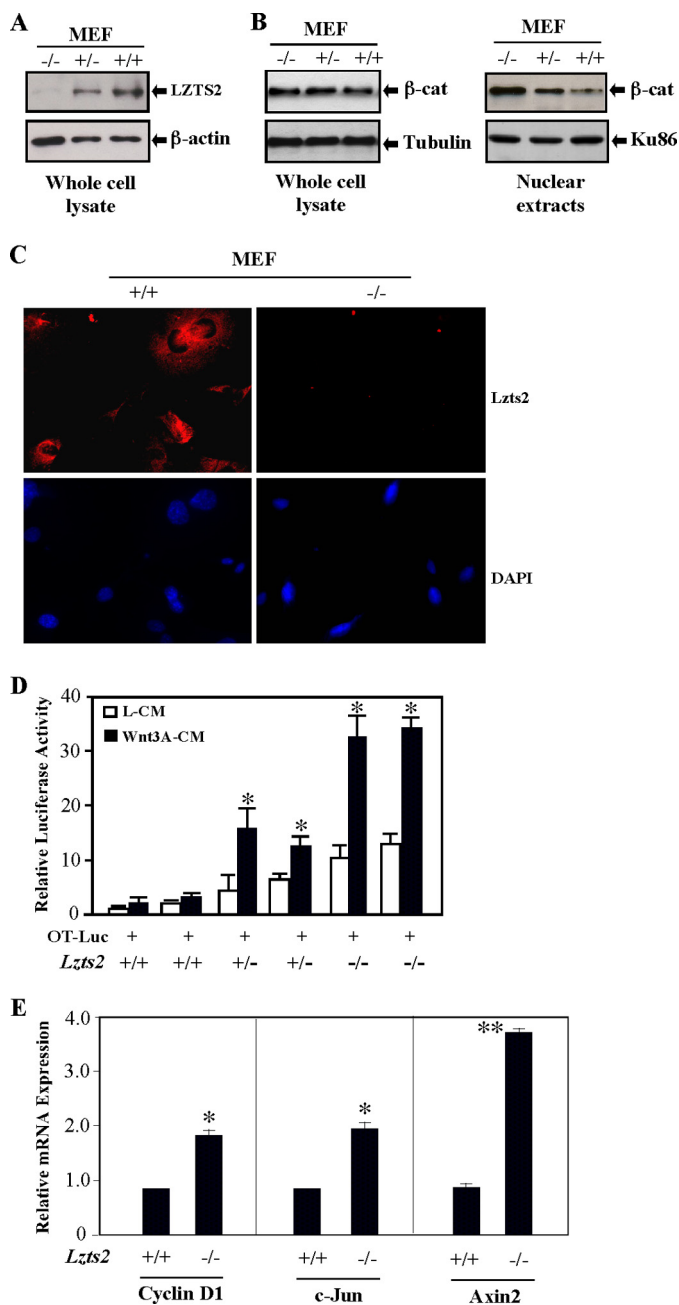 A
MEF
-/- +/- +/+
LZTS2
β-actin
Whole cell
lysate
B
MEF
-/- +/- +/+
β-cat
Tubulin
Whole cell
lysate
-/- +/- +/+
β-cat
Ku86
Nuclear
extracts
C
MEF
+/+ -/-
Lzts2
DAPI
D
Relative Luciferase Activity
40
30
20
10
0
L-CM
Wnt3A-CM
* * * *
OT-Luc + + + + + +
Lzts2 +/+ +/+ +/- +/- -/- -/-
E
Relative mRNA Expression
4.0
3.0
2.0
1.0
0
* * **
Lzts2 +/+ -/- +/+ -/- +/+ -/-
Cyclin D1 c-Jun Axin2